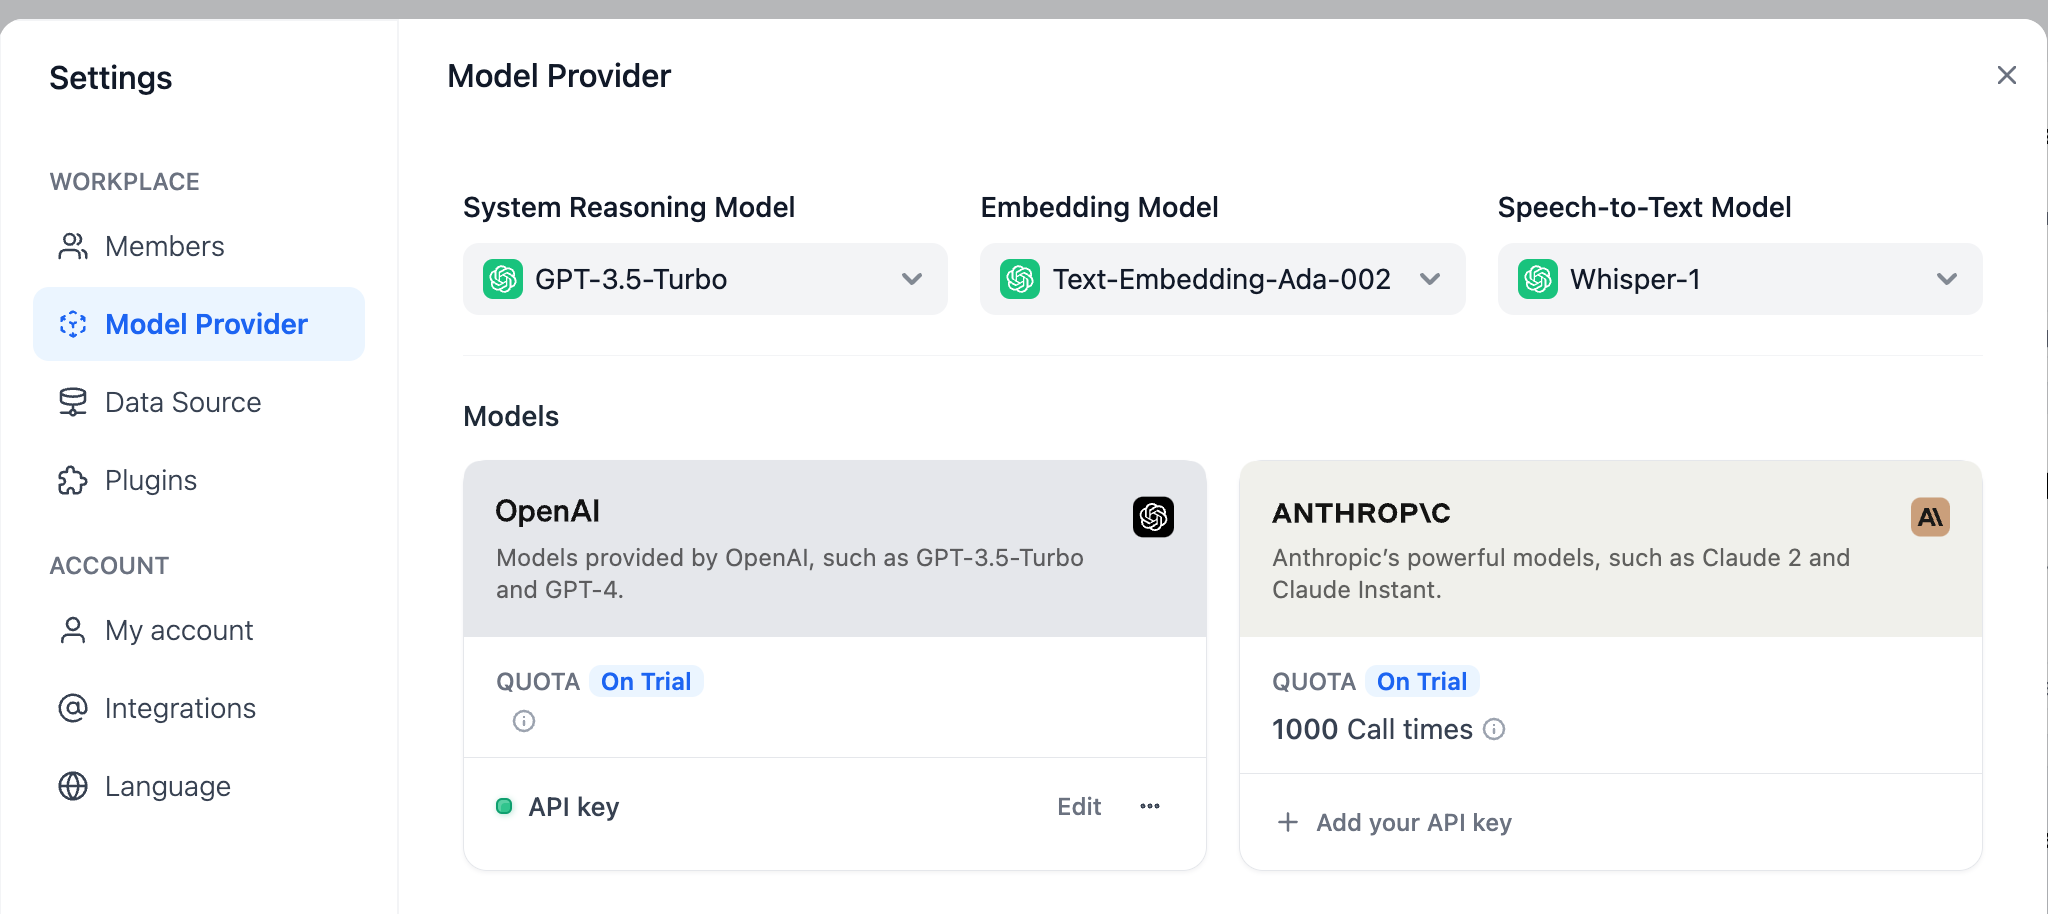 Settings
WORKPLACE
Members
Model Provider
Data Source
Plugins
ACCOUNT
My account
Integrations
Language
Model Provider
System Reasoning Model
GPT-3.5-Turbo
Embedding Model
Text-Embedding-Ada-002
Speech-to-Text Model
Whisper-1
Models
OpenAI
Models provided by OpenAI, such as GPT-3.5-Turbo
and GPT-4.
QUOTA On Trial
API key Edit
ANTHROP\C
A\
Anthropic’s powerful models, such as Claude 2 and
Claude Instant.
QUOTA On Trial
1000 Call times
+ Add your API key